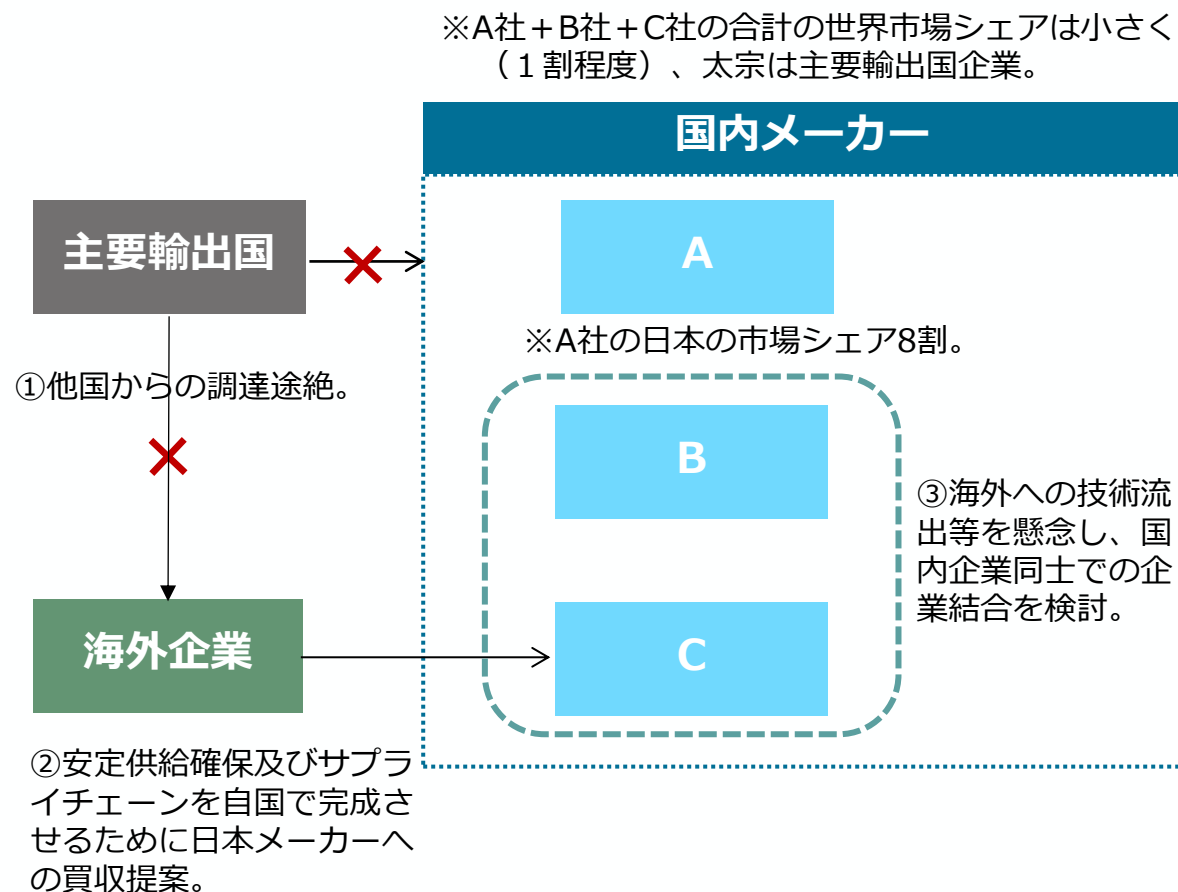 ※A社＋B社＋C社の合計の世界市場シェアは小さく
（１割程度）、太宗は主要輸出国企業。
国内メーカー
主要輸出国
A
※A社の日本の市場シェア8割。
①他国からの調達途絶。
B
③海外への技術流
出等を懸念し、国
内企業同士での企
業結合を検討。
海外企業
C
②安定供給確保及びサプラ
イチェーンを自国で完成さ
せるために日本メーカーへ
の買収提案。